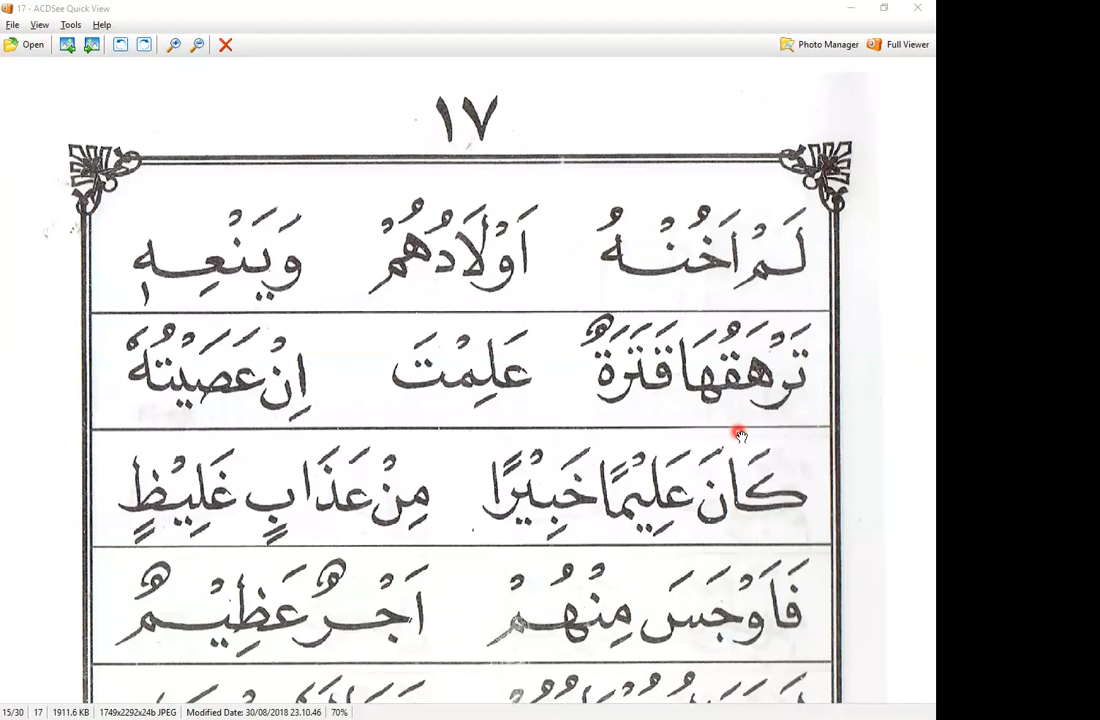 17 - ACDSee Quick View
File View Tools Help
Open Photo Manager Full Viewer
١٧
لَمْ اَخُنْهُ اَوْلَادُهُمْ وَيَنْعِهٖ
تَرْهَقُهَا قَتَرَةٌ عَلِمْتَ اِنْ عَصَيْتُهٗ
كَانَ عَلِيْمًا خَبِيْرًا مِنْ عَذَابٍ غَلِيْظٍ
فَاَوْجَسَ مِنْهُمْ اَجْرٌ عَظِيْمٌ
15/30 17 1911.6 KB 1749x2292x24b JPEG Modified Date: 30/08/2018 23.10.46 70%